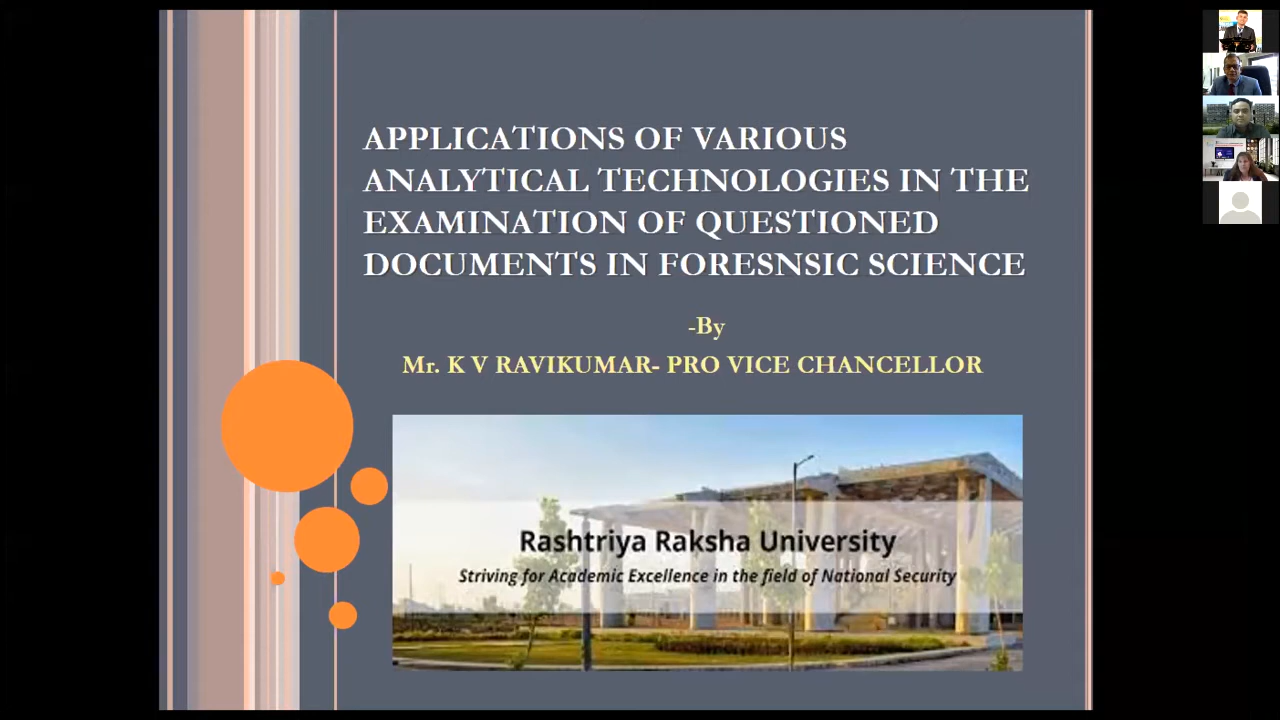 APPLICATIONS OF VARIOUS
ANALYTICAL TECHNOLOGIES IN THE
EXAMINATION OF QUESTIONED
DOCUMENTS IN FORESNSIC SCIENCE
-By
Mr. K V RAVIKUMAR- PRO VICE CHANCELLOR
Rashtriya Raksha University
Striving for Academic Excellence in the field of National Security